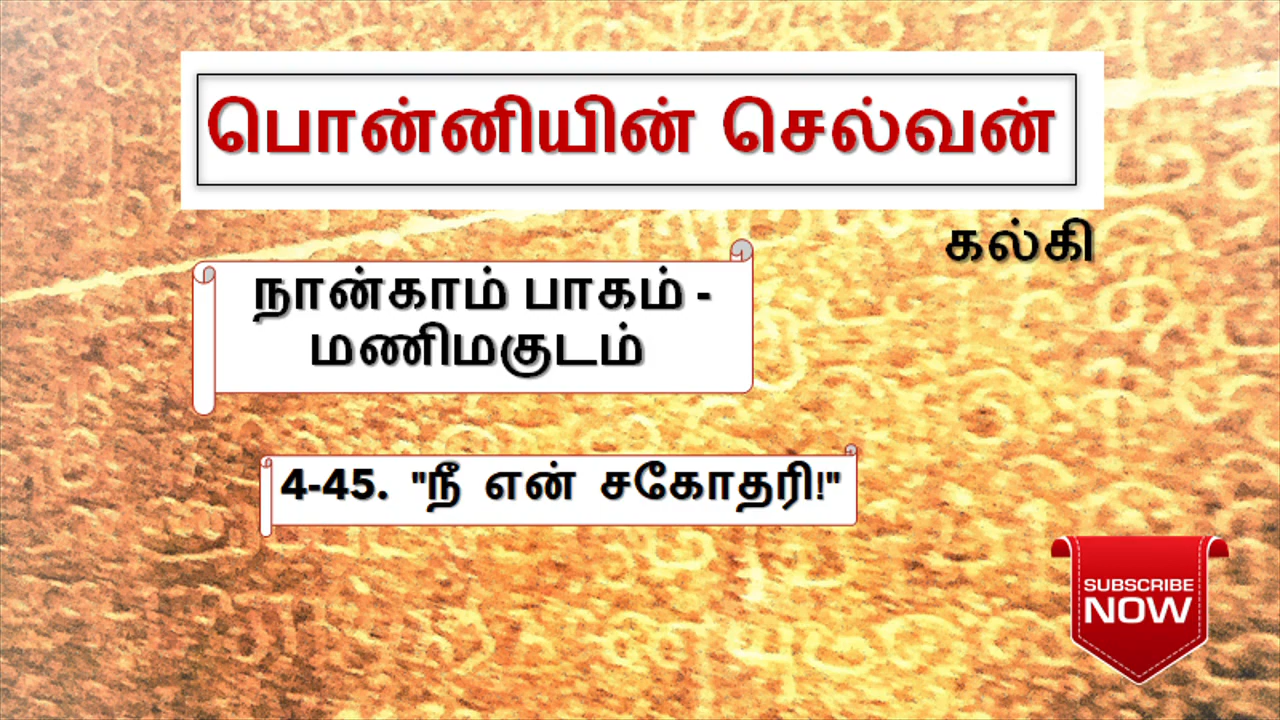 பொன்னியின் செல்வன்
கல்கி
நான்காம் பாகம் -
மணிமகுடம்
4-45. "நீ என் சகோதரி!"
SUBSCRIBE
NOW